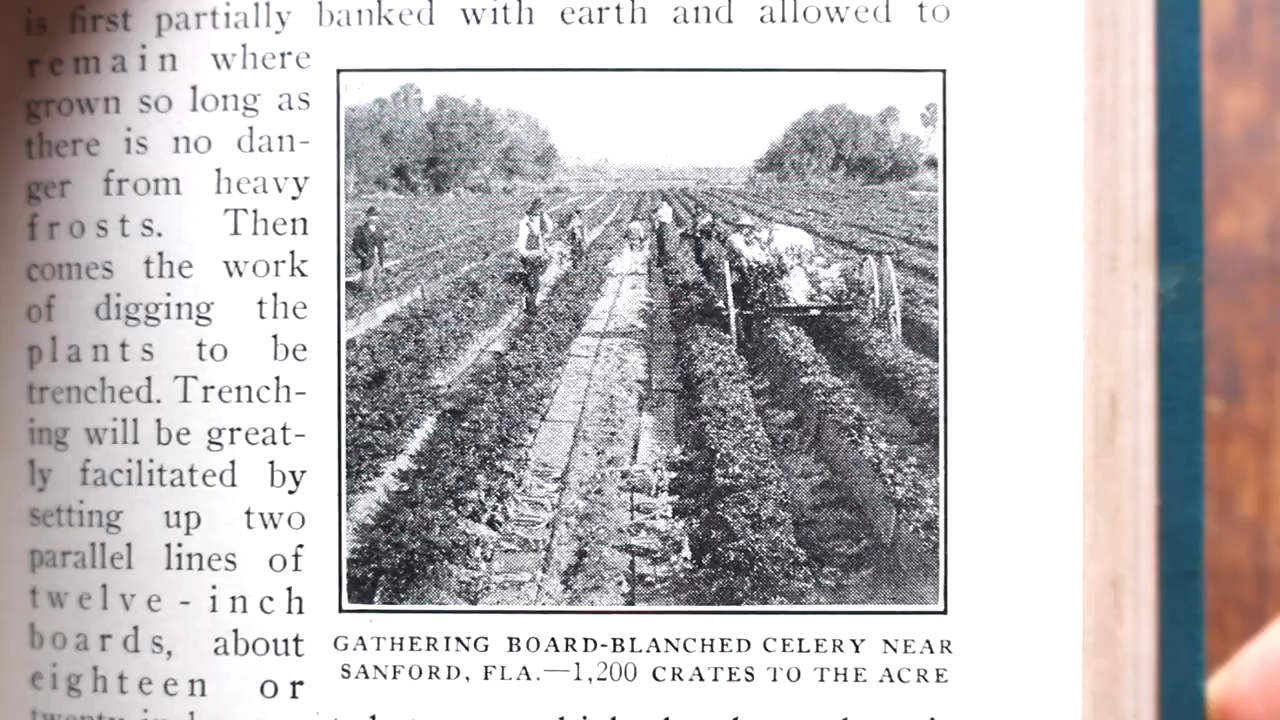 is first partially banked with earth and allowed to
remain where
grown so long as
there is no dan-
ger from heavy
frosts. Then
comes the work
of digging the
plants to be
trenched. Trench-
ing will be great-
ly facilitated by
setting up two
parallel lines of
twelve-inch
boards, about
eighteen or
GATHERING BOARD-BLANCHED CELERY NEAR
SANFORD, FLA.—1,200 CRATES TO THE ACRE